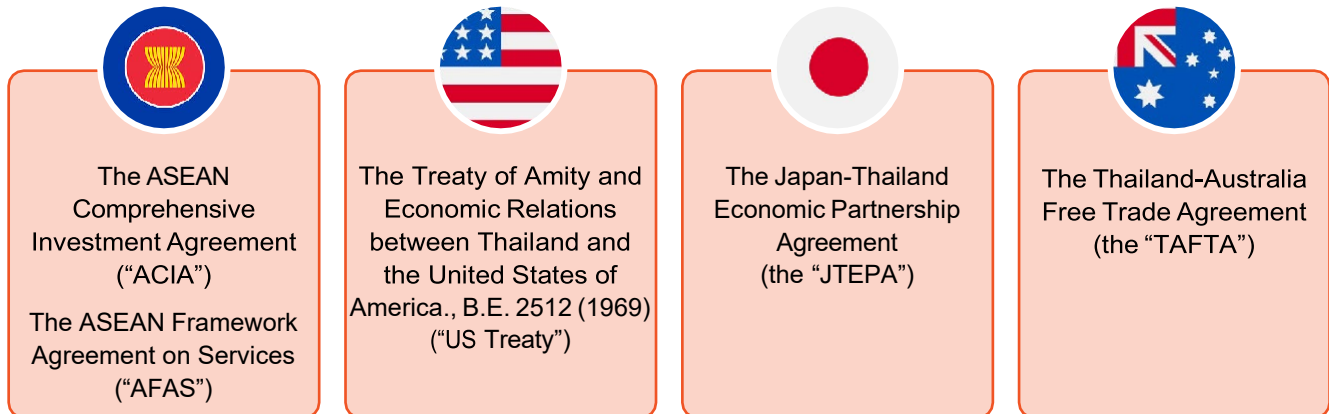 The ASEAN
Comprehensive
Investment Agreement
(“ACIA”)
The ASEAN Framework
Agreement on Services
(“AFAS”)
The Treaty of Amity and
Economic Relations
between Thailand and
the United States of
America., B.E. 2512 (1969)
(“US Treaty”)
The Japan-Thailand
Economic Partnership
Agreement
(the “JTEPA”)
The Thailand-Australia
Free Trade Agreement
(the “TAFTA”)